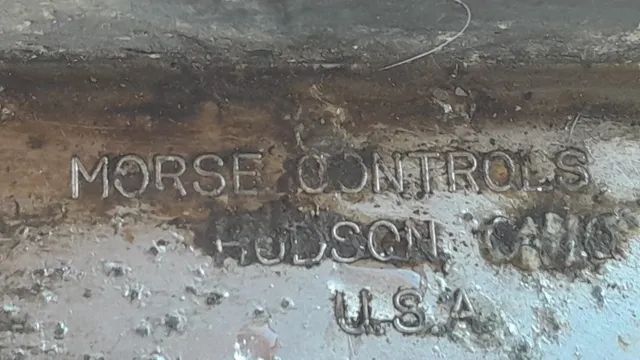 MORSE CONTROLS
HUDSON, OHIO
U.S.A.